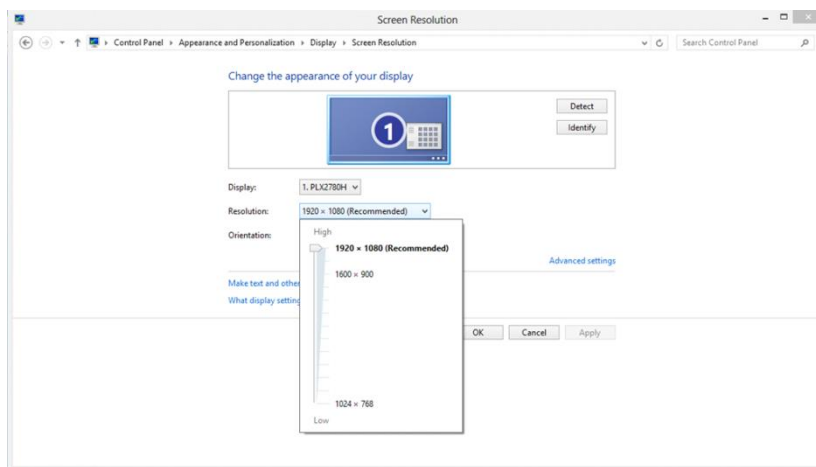 Screen Resolution
Control Panel Appearance and Personalization Display Screen Resolution Search Control Panel
Change the appearance of your display
1
Detect
Identify
Display: 1. PLX2780H
Resolution: 1920 × 1080 (Recommended)
Orientation:
High
1920 × 1080 (Recommended)
1600 × 900
1024 × 768
Low
Advanced settings
Make text and other
What display setting
OK Cancel Apply